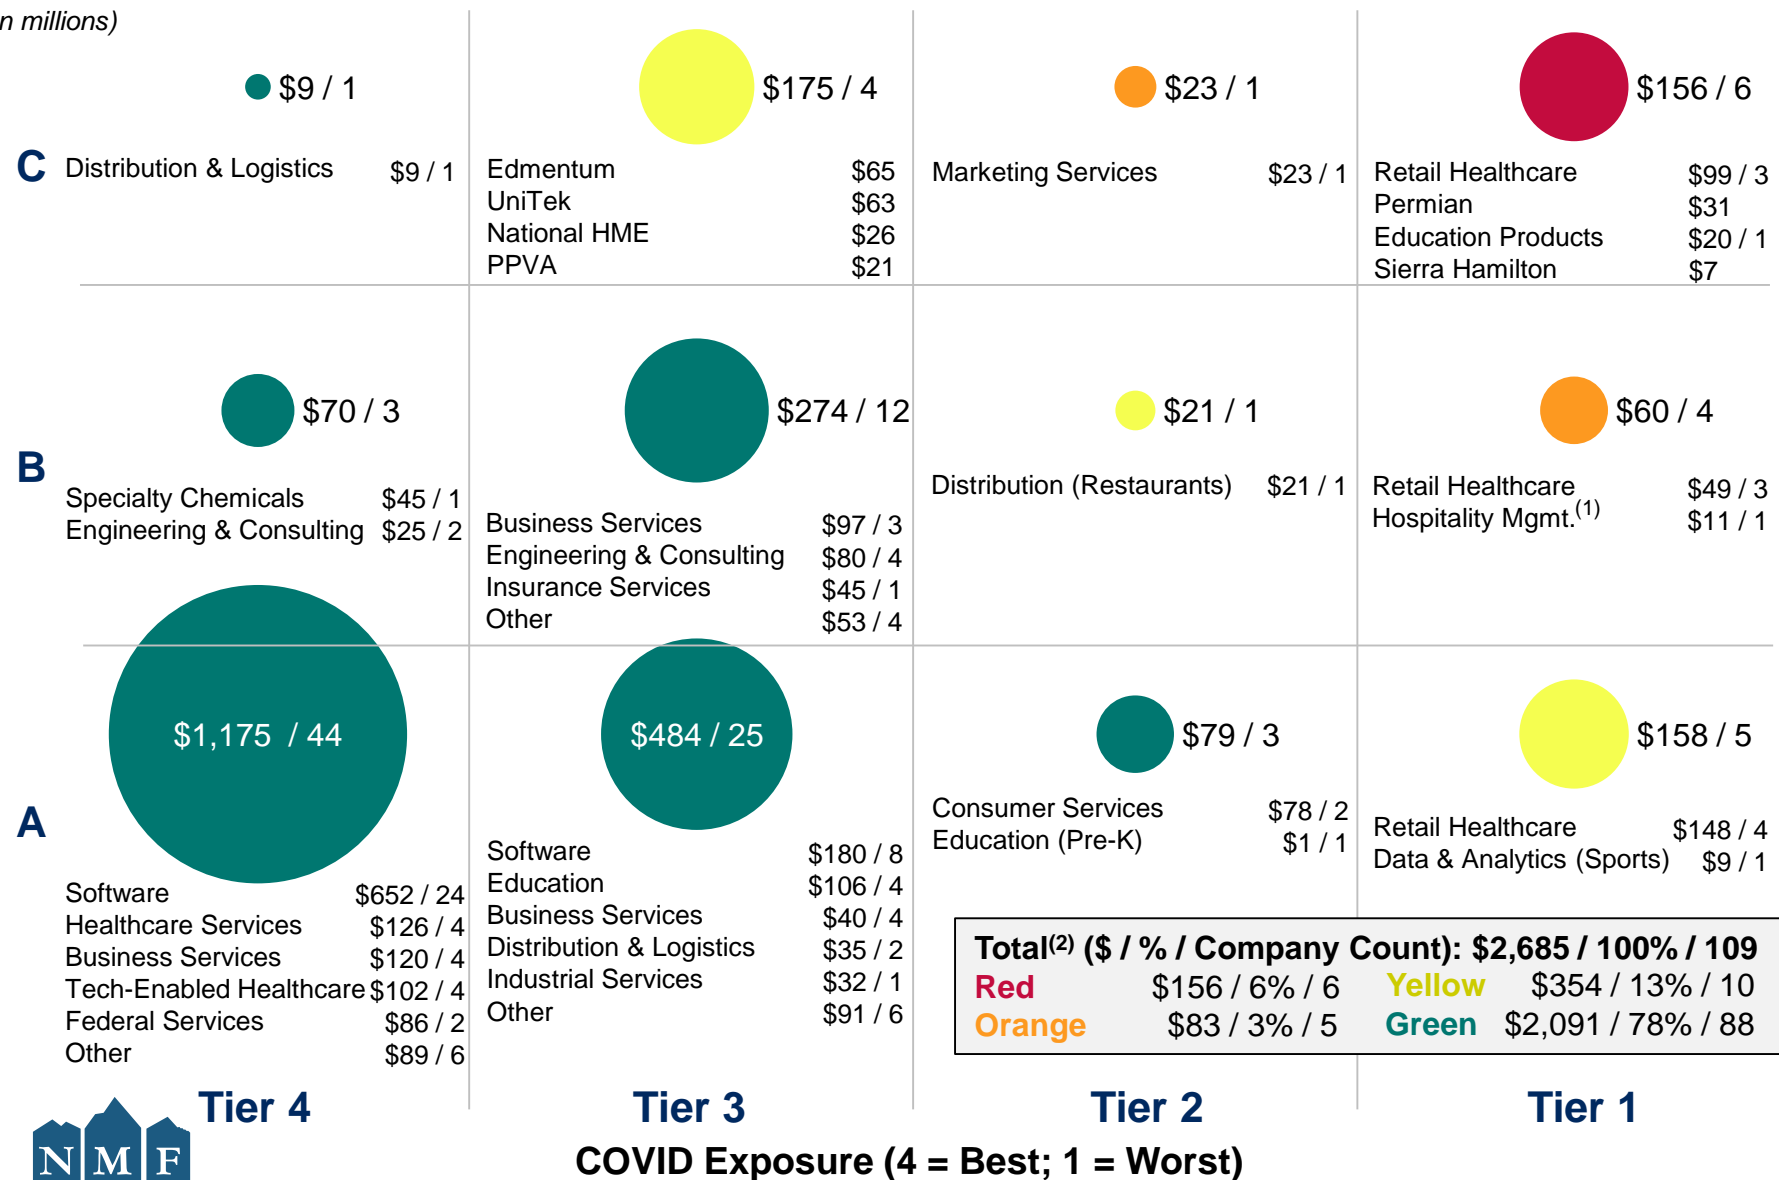 n millions)
C
$9 / 1
Distribution & Logistics $9 / 1
$175 / 4
Edmentum $65
UniTek $63
National HME $26
PPVA $21
$23 / 1
Marketing Services $23 / 1
$156 / 6
Retail Healthcare $99 / 3
Permian $31
Education Products $20 / 1
Sierra Hamilton $7
B
$70 / 3
Specialty Chemicals $45 / 1
Engineering & Consulting $25 / 2
$274 / 12
Business Services $97 / 3
Engineering & Consulting $80 / 4
Insurance Services $45 / 1
Other $53 / 4
$21 / 1
Distribution (Restaurants) $21 / 1
$60 / 4
Retail Healthcare $49 / 3
Hospitality Mgmt.(1) $11 / 1
A
$1,175 / 44
Software $652 / 24
Healthcare Services $126 / 4
Business Services $120 / 4
Tech-Enabled Healthcare $102 / 4
Federal Services $86 / 2
Other $89 / 6
$484 / 25
Software $180 / 8
Education $106 / 4
Business Services $40 / 4
Distribution & Logistics $35 / 2
Industrial Services $32 / 1
Other $91 / 6
$79 / 3
Consumer Services $78 / 2
Education (Pre-K) $1 / 1
$158 / 5
Retail Healthcare $148 / 4
Data & Analytics (Sports) $9 / 1
Total(2) ($ / % / Company Count): $2,685 / 100% / 109
Red $156 / 6% / 6 Yellow $354 / 13% / 10
Orange $83 / 3% / 5 Green $2,091 / 78% / 88
Tier 4 Tier 3 Tier 2 Tier 1
COVID Exposure (4 = Best; 1 = Worst)
NMF